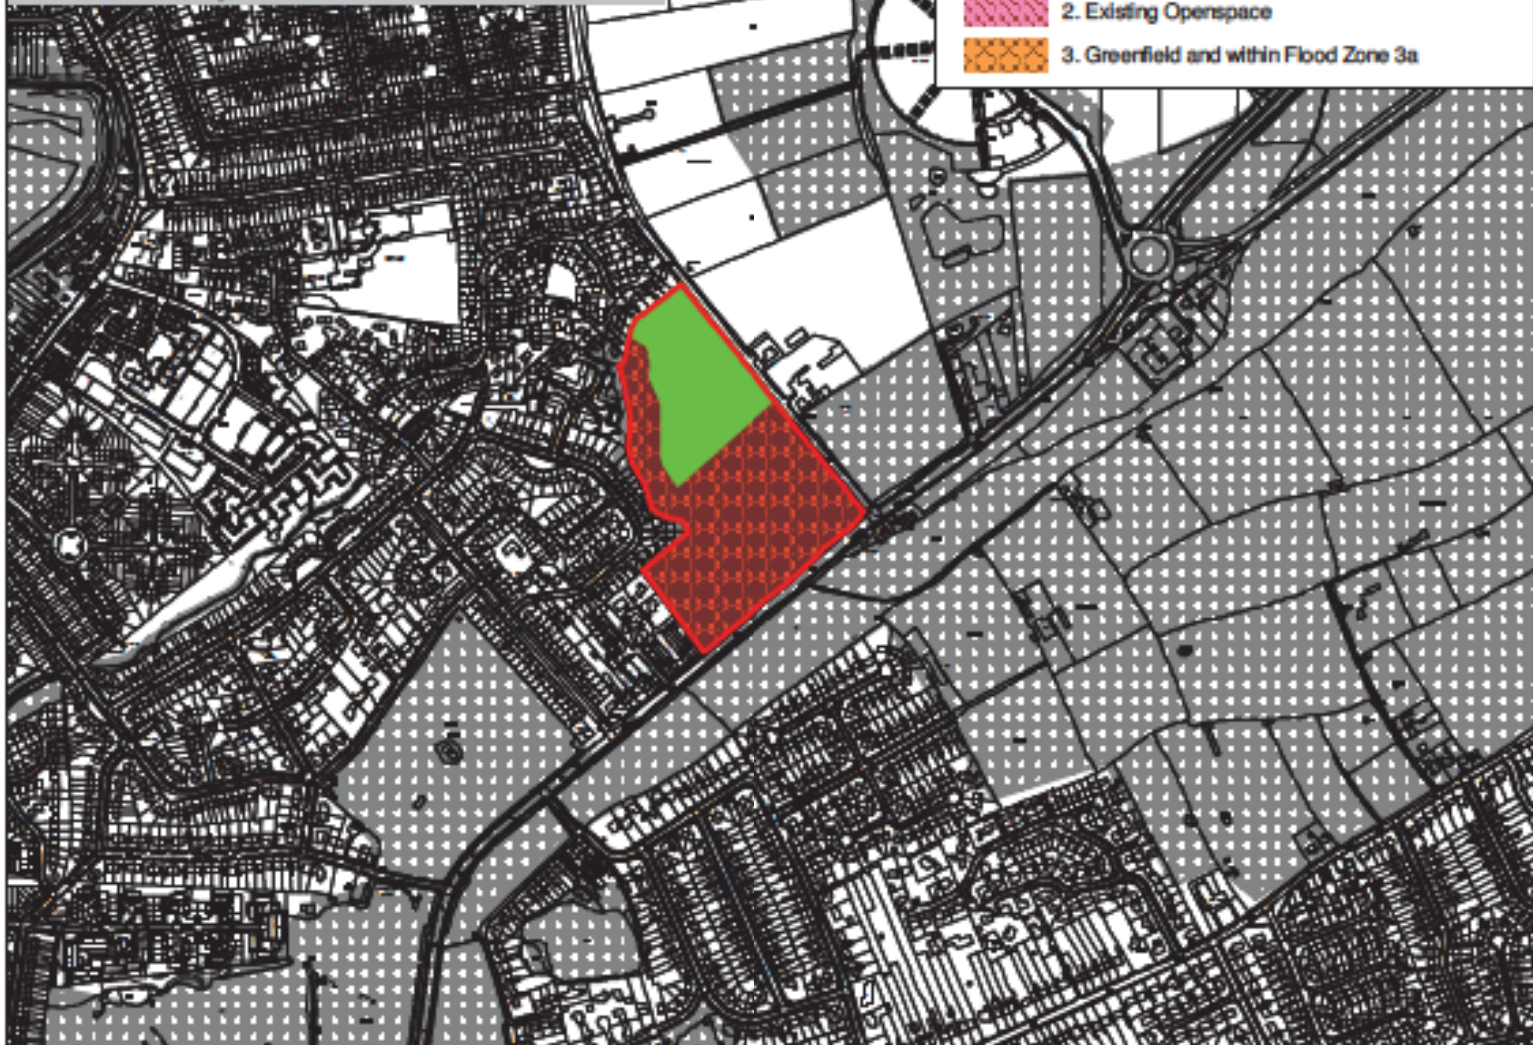 2. Existing Openspace
3. Greenfield and within Flood Zone 3a